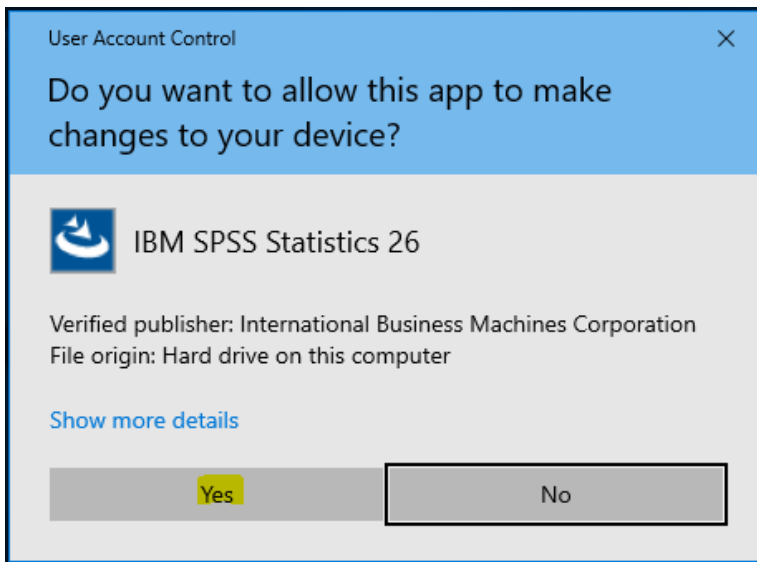 User Account Control
Do you want to allow this app to make
changes to your device?
IBM SPSS Statistics 26
Verified publisher: International Business Machines Corporation
File origin: Hard drive on this computer
Show more details
Yes
No